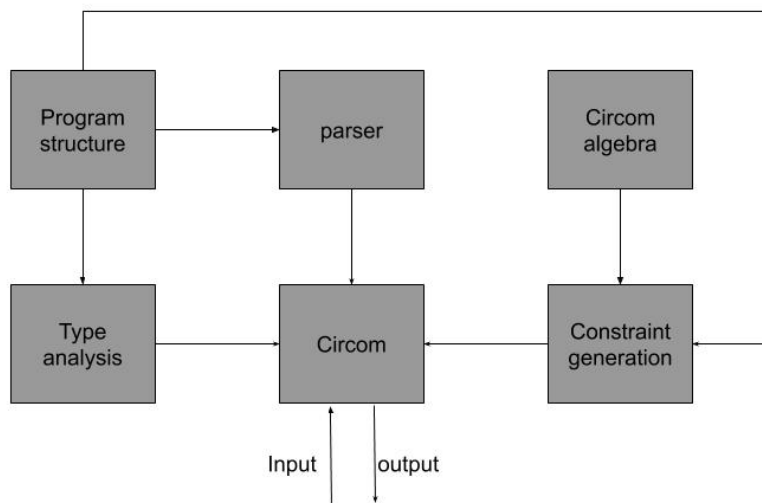 Program
structure
parser
Circom
algebra
Type
analysis
Circom
Constraint
generation
Input
output